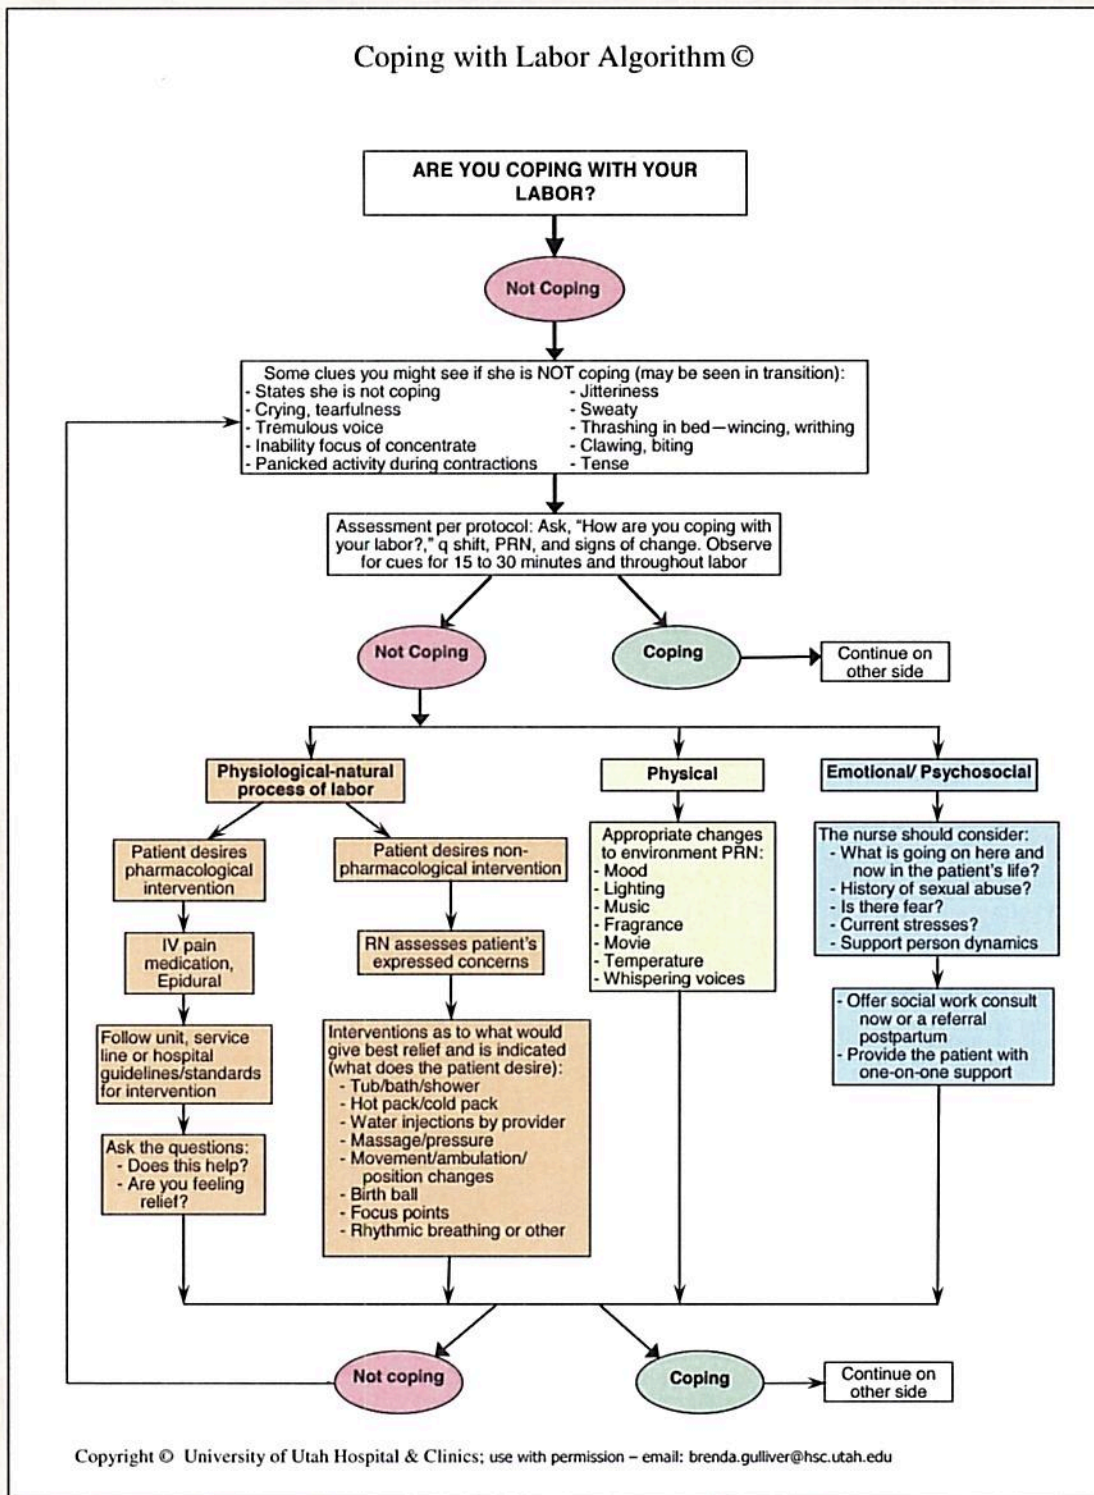 Coping with Labor Algorithm ©
ARE YOU COPING WITH YOUR
LABOR?
Not Coping
Some clues you might see if she is NOT coping (may be seen in transition):
- States she is not coping
- Crying, tearfulness
- Tremulous voice
- Inability focus of concentrate
- Panicked activity during contractions
- Jitteriness
- Sweaty
- Thrashing in bed—wincing, writhing
- Clawing, biting
- Tense
Assessment per protocol: Ask, "How are you coping with
your labor?," q shift, PRN, and signs of change. Observe
for cues for 15 to 30 minutes and throughout labor
Not Coping
Coping
Continue on
other side
Physiological-natural
process of labor
Patient desires
pharmacological
intervention
IV pain
medication,
Epidural
Follow unit, service
line or hospital
guidelines/standards
for intervention
Ask the questions:
- Does this help?
- Are you feeling
relief?
Patient desires non-
pharmacological intervention
RN assesses patient's
expressed concerns
Interventions as to what would
give best relief and is indicated
(what does the patient desire):
- Tub/bath/shower
- Hot pack/cold pack
- Water injections by provider
- Massage/pressure
- Movement/ambulation/
position changes
- Birth ball
- Focus points
- Rhythmic breathing or other
Physical
Appropriate changes
to environment PRN:
- Mood
- Lighting
- Music
- Fragrance
- Movie
- Temperature
- Whispering voices
Emotional/ Psychosocial
The nurse should consider:
- What is going on here and
now in the patient's life?
- History of sexual abuse?
- Is there fear?
- Current stresses?
- Support person dynamics
- Offer social work consult
now or a referral
postpartum
- Provide the patient with
one-on-one support
Not coping
Coping
Continue on
other side
Copyright © University of Utah Hospital & Clinics; use with permission – email: brenda.gulliver@hsc.utah.edu